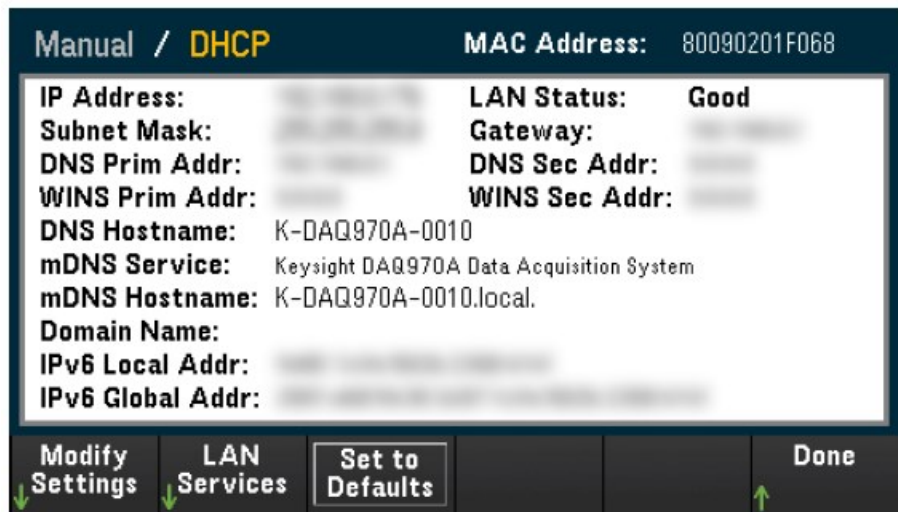 Manual / DHCP MAC Address: 80090201F068
IP Address: LAN Status: Good
Subnet Mask: Gateway:
DNS Prim Addr: DNS Sec Addr:
WINS Prim Addr: WINS Sec Addr:
DNS Hostname: K-DAQ970A-0010
mDNS Service: Keysight DAQ970A Data Acquisition System
mDNS Hostname: K-DAQ970A-0010.local.
Domain Name:
IPv6 Local Addr:
IPv6 Global Addr:
Modify Settings
LAN Services
Set to Defaults
Done